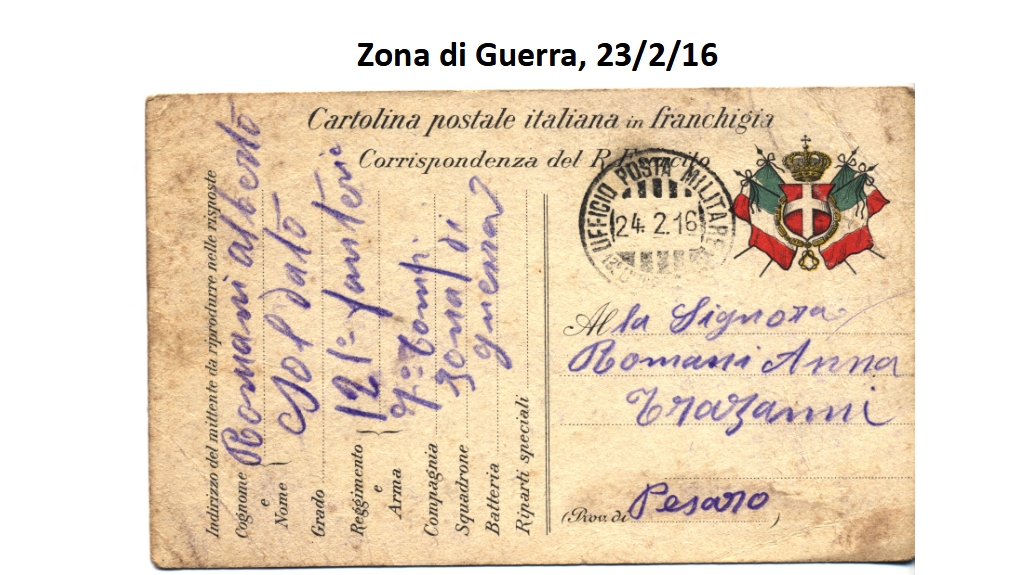 Zona di Guerra, 23/2/16
Cartolina postale italiana in franchigia
Corrispondenza del R. Esercito
UFFICIO POSTA MILITARE
24. 2. 16
Indirizzo del mittente da riprodurre nelle risposte
Cognome e Nome Romani Alberto
Grado Soldato
Reggimento e Arma 121° fanteria
Compagnia 9ª Comp
Squadrone Zona di
Batteria guerra
Riparti speciali
Alla Signora
Romani Anna
(Prov. di Pesaro)